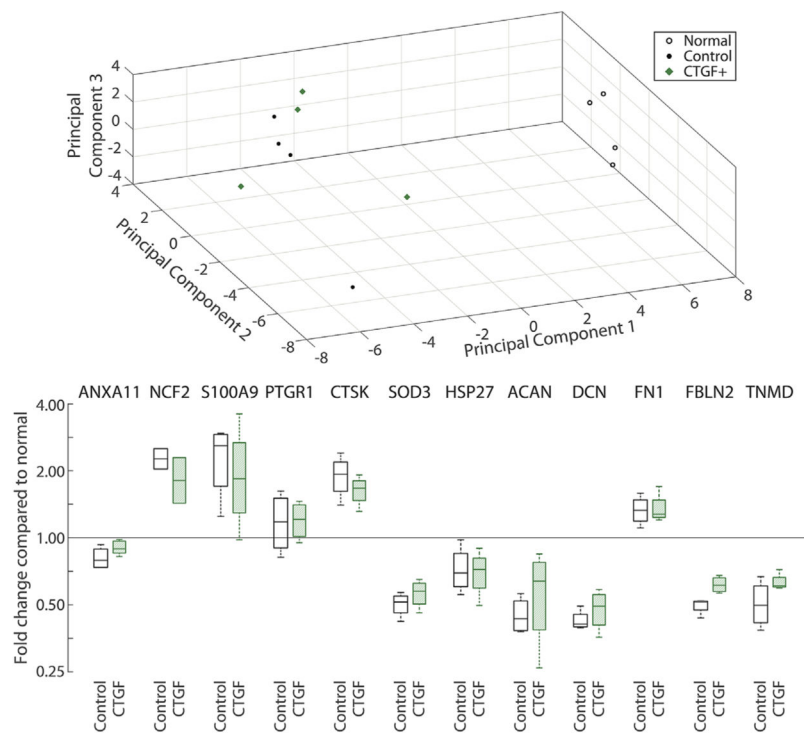 Normal
Control
CTGF+
Principal
Component 3
4
2
0
-2
-4
4
2
0
-2
-4
-6
-8
Principal Component 2
-8
-6
-4
-2
0
2
4
6
8
Principal Component 1
ANXA11 NCF2 S100A9 PTGR1 CTSK SOD3 HSP27 ACAN DCN FN1 FBLN2 TNMD
Fold change compared to normal
4.00
2.00
1.00
0.50
0.25
Control CTGF Control CTGF Control CTGF Control CTGF Control CTGF Control CTGF Control CTGF Control CTGF Control CTGF Control CTGF Control CTGF Control CTGF